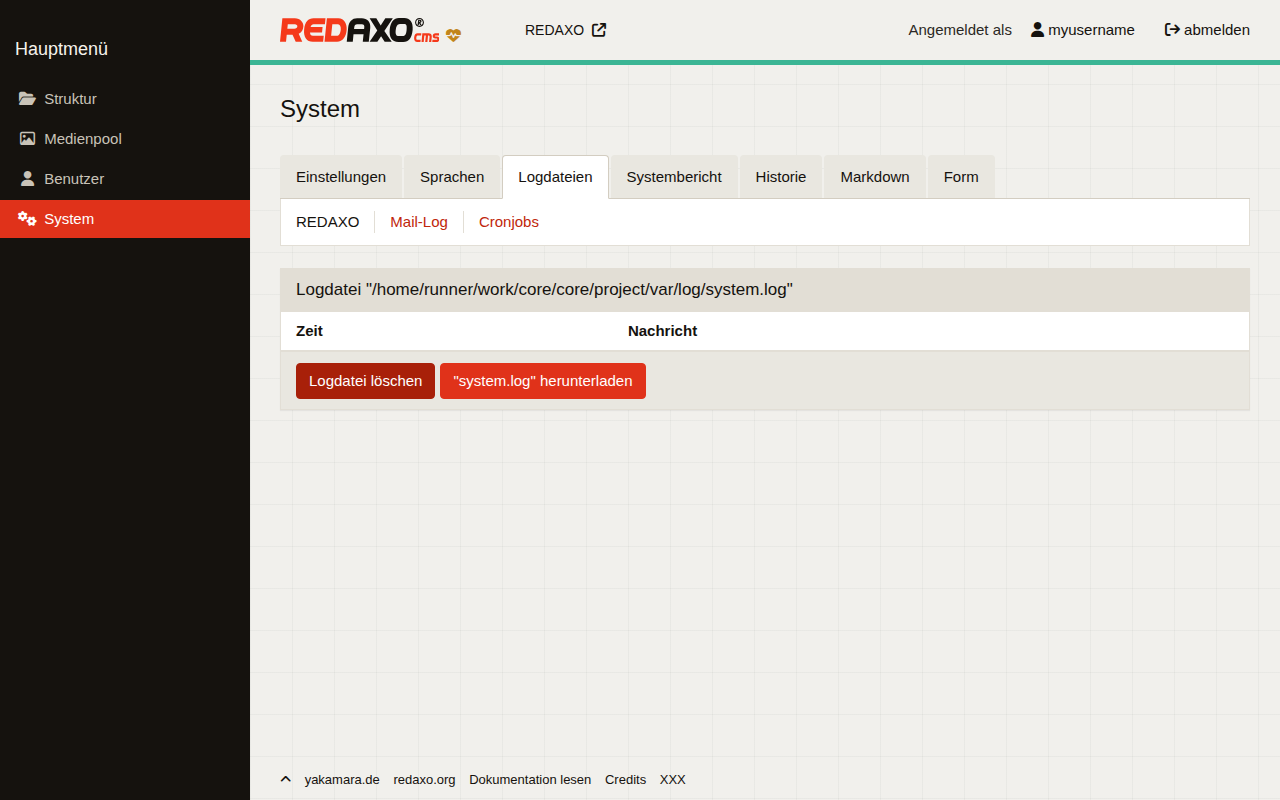 Hauptmenü
Struktur
Medienpool
Benutzer
System
REDAXO® cms
REDAXO
Angemeldet als myusername abmelden
System
Einstellungen Sprachen Logdateien Systembericht Historie Markdown Form
REDAXO Mail-Log Cronjobs
Logdatei "/home/runner/work/core/core/project/var/log/system.log"
Zeit Nachricht
Logdatei löschen "system.log" herunterladen
yakamara.de redaxo.org Dokumentation lesen Credits XXX